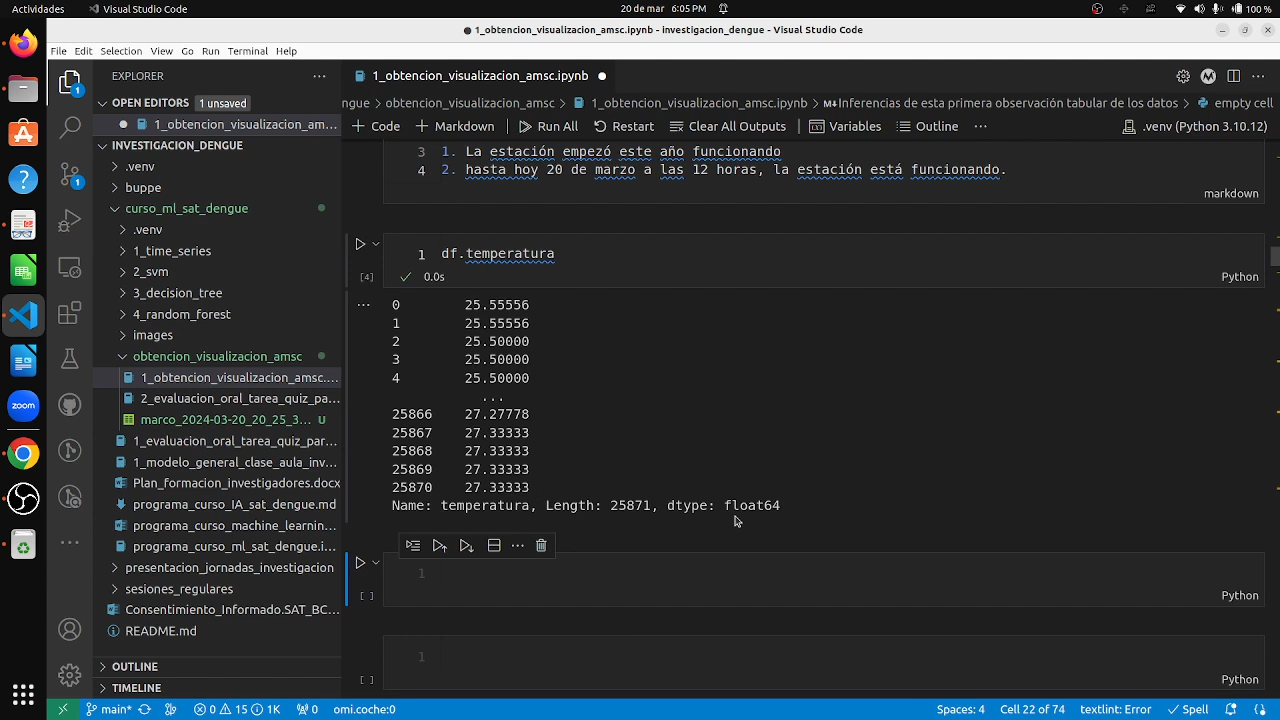 Actividades
Visual Studio Code
20 de mar 6:05 PM
100 %
1_obtencion_visualizacion_amsc.ipynb - investigacion_dengue - Visual Studio Code
File Edit Selection View Go Run Terminal Help
EXPLORER
1_obtencion_visualizacion_amsc.ipynb
OPEN EDITORS 1 unsaved
1_obtencion_visualizacion_am...
INVESTIGACION_DENGUE
.venv
buppe
curso_ml_sat_dengue
.venv
1_time_series
2_svm
3_decision_tree
4_random_forest
images
obtencion_visualizacion_amsc
1_obtencion_visualizacion_amsc....
2_evaluacion_oral_tarea_quiz_pa...
marco_2024-03-20_20_25_3... U
1_evaluacion_oral_tarea_quiz_par...
1_modelo_general_clase_aula_inv...
Plan_formacion_investigadores.docx
programa_curso_IA_sat_dengue.md
programa_curso_machine_learnin...
programa_curso_ml_sat_dengue.i...
presentacion_jornadas_investigacion
sesiones_regulares
Consentimiento_Informado.SAT_BC...
README.md
OUTLINE
TIMELINE
ngue > obtencion_visualizacion_amsc > 1_obtencion_visualizacion_amsc.ipynb > Inferencias de esta primera observación tabular de los datos > empty cell
+ Code + Markdown Run All Restart Clear All Outputs Variables Outline ... .venv (Python 3.10.12)
3 1. La estación empezó este año funcionando
4 2. hasta hoy 20 de marzo a las 12 horas, la estación está funcionando.
markdown
1 df.temperatura
[4] 0.0s Python
0 25.55556
1 25.55556
2 25.50000
3 25.50000
4 25.50000
...
25866 27.27778
25867 27.33333
25868 27.33333
25869 27.33333
25870 27.33333
Name: temperatura, Length: 25871, dtype: float64
1
[ ] Python
1
[ ] Python
zoom
main* 0 15 1K 0 omi.coche:0 Spaces: 4 Cell 22 of 74 textlint: Error Spell